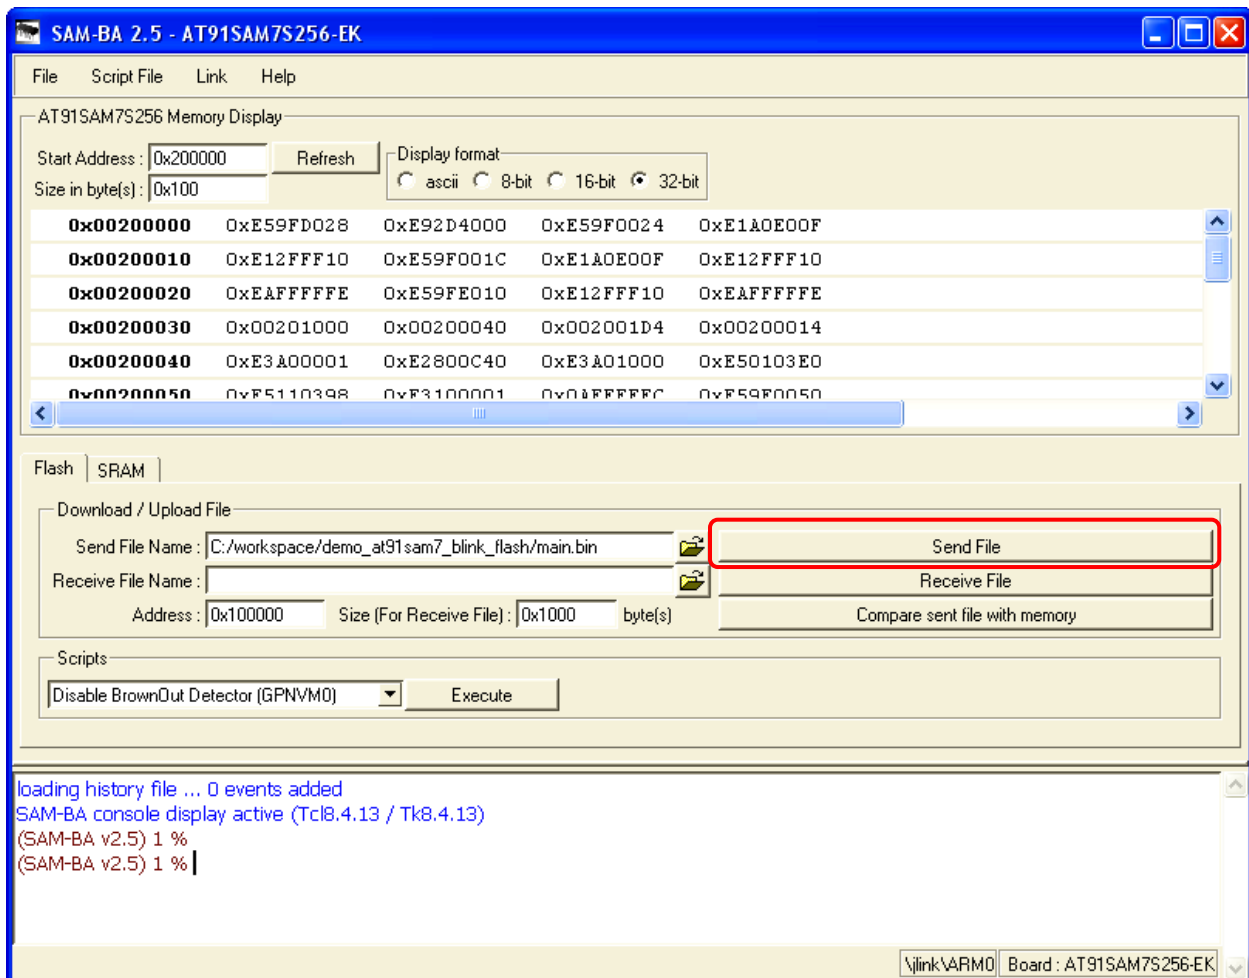 SAM-BA 2.5 - AT91SAM7S256-EK
File Script File Link Help
AT91SAM7S256 Memory Display
Start Address : 0x200000 Refresh
Size in byte(s) : 0x100
Display format
ascii 8-bit 16-bit 32-bit
0x00200000 0xE59FD028 0xE92D4000 0xE59F0024 0xE1A0E00F
0x00200010 0xE12FFF10 0xE59F001C 0xE1A0E00F 0xE12FFF10
0x00200020 0xEAFFFFFE 0xE59FE010 0xE12FFF10 0xEAFFFFFE
0x00200030 0x00201000 0x00200040 0x002001D4 0x00200014
0x00200040 0xE3A00001 0xE2800C40 0xE3A01000 0xE50103E0
0x00200050 0xE5110398 0xE3100001 0x0AFFFFFC 0xE59F0050
Flash SRAM
Download / Upload File
Send File Name : C:/workspace/demo_at91sam7_blink_flash/main.bin Send File
Receive File Name : Receive File
Address : 0x100000 Size (For Receive File) : 0x1000 byte(s) Compare sent file with memory
Scripts
Disable BrownOut Detector (GPNVM0) Execute
loading history file ... 0 events added
SAM-BA console display active (Tcl8.4.13 / Tk8.4.13)
(SAM-BA v2.5) 1 %
(SAM-BA v2.5) 1 %
\jlink\ARM0 Board : AT91SAM7S256-EK